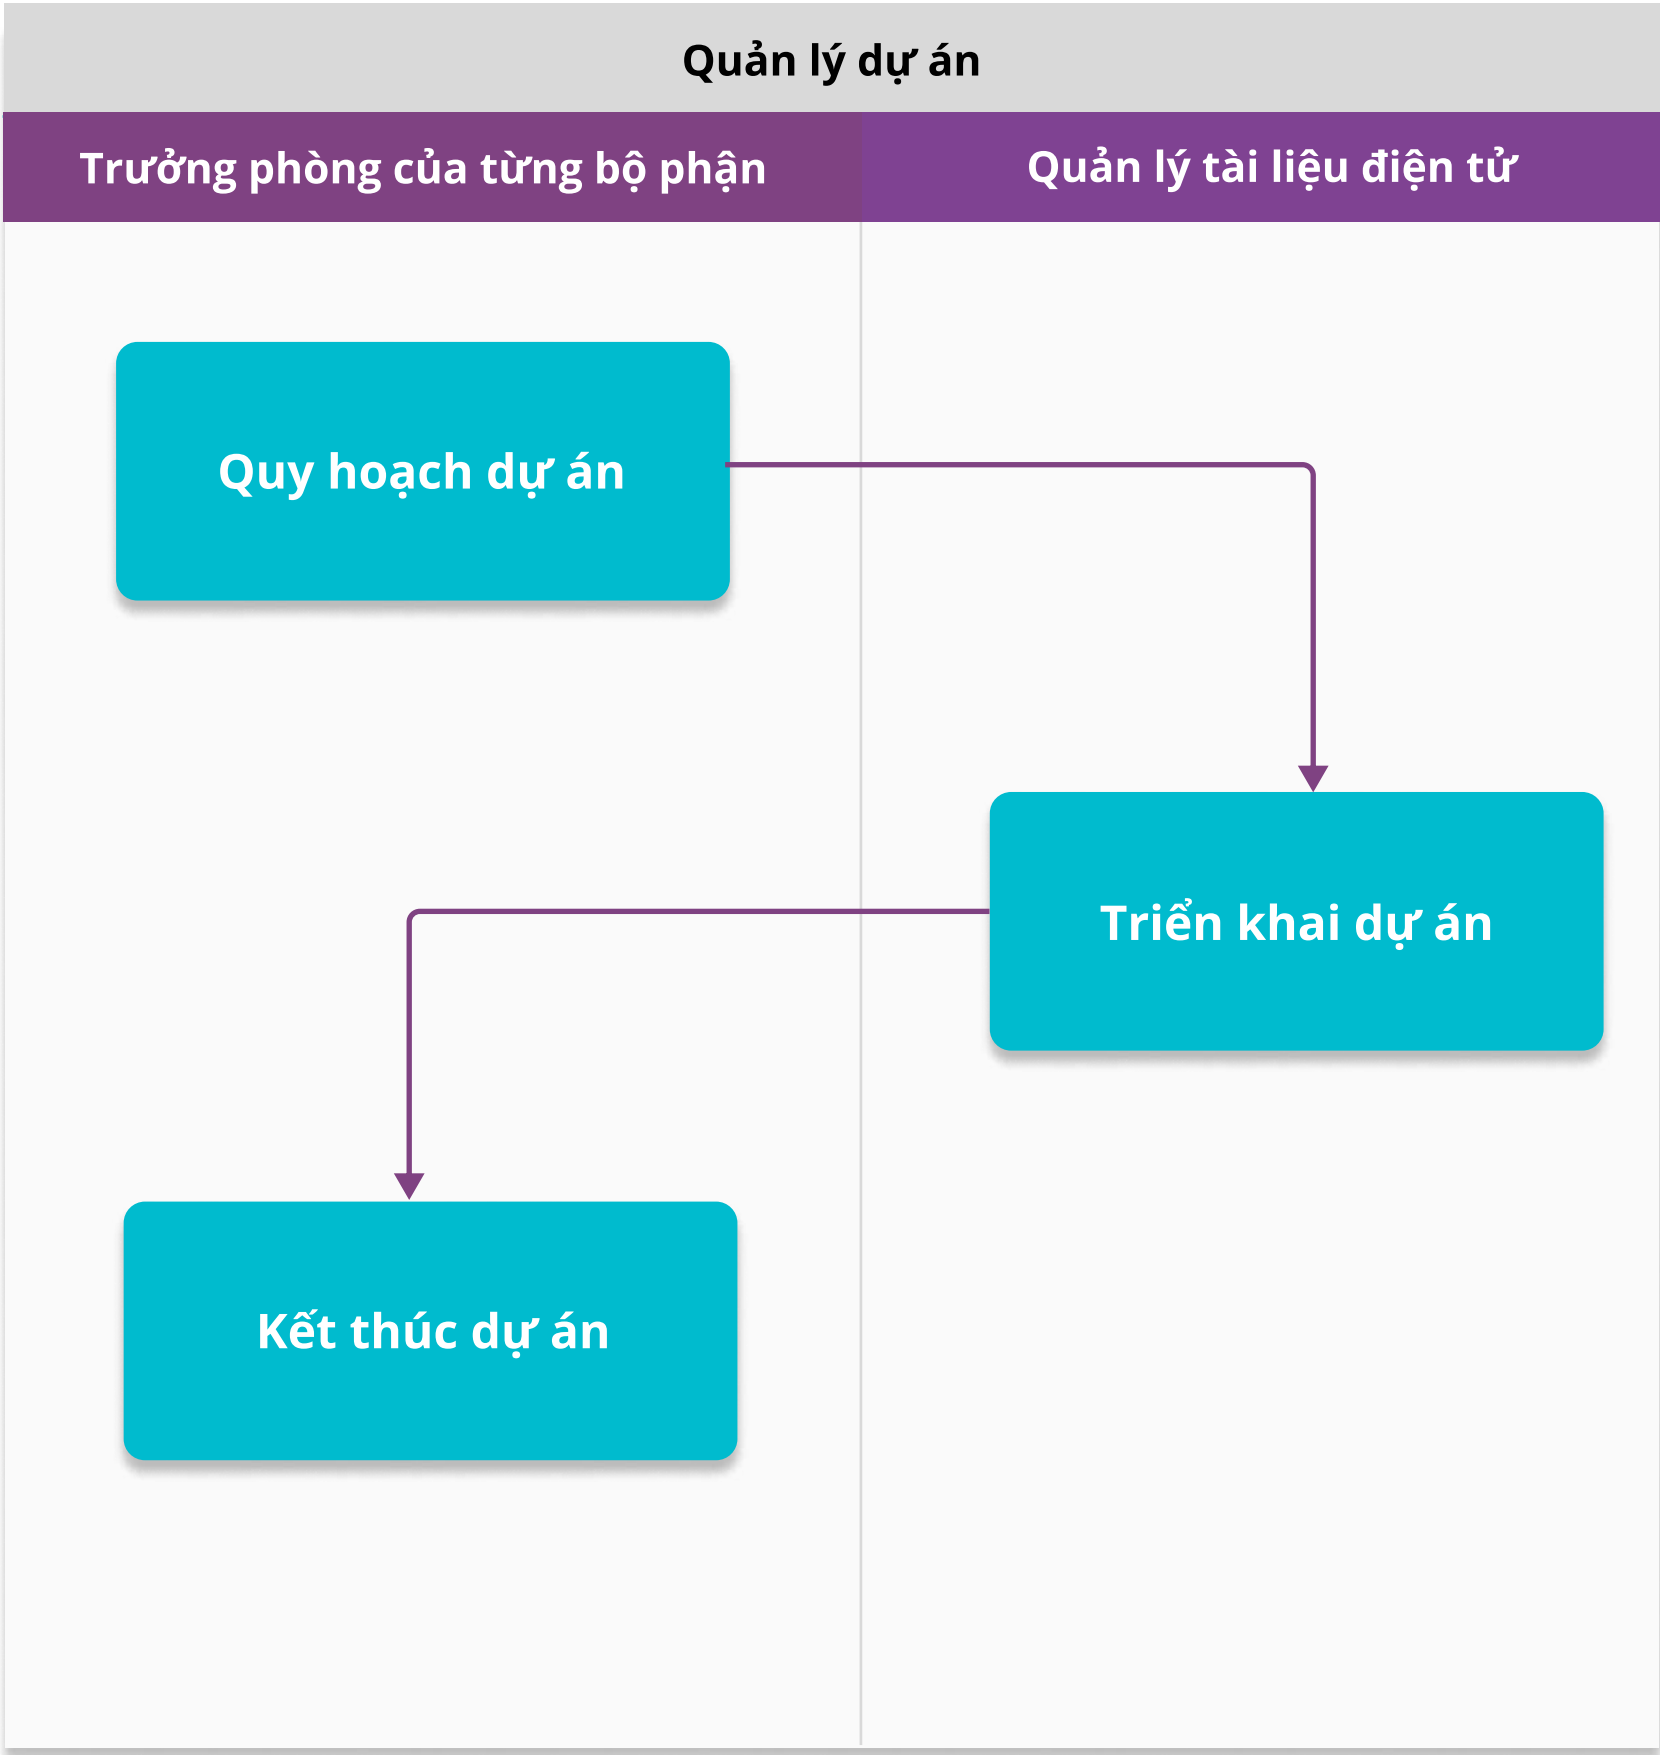 Quản lý dự án
Trưởng phòng của từng bộ phận
Quản lý tài liệu điện tử
Quy hoạch dự án
Triển khai dự án
Kết thúc dự án